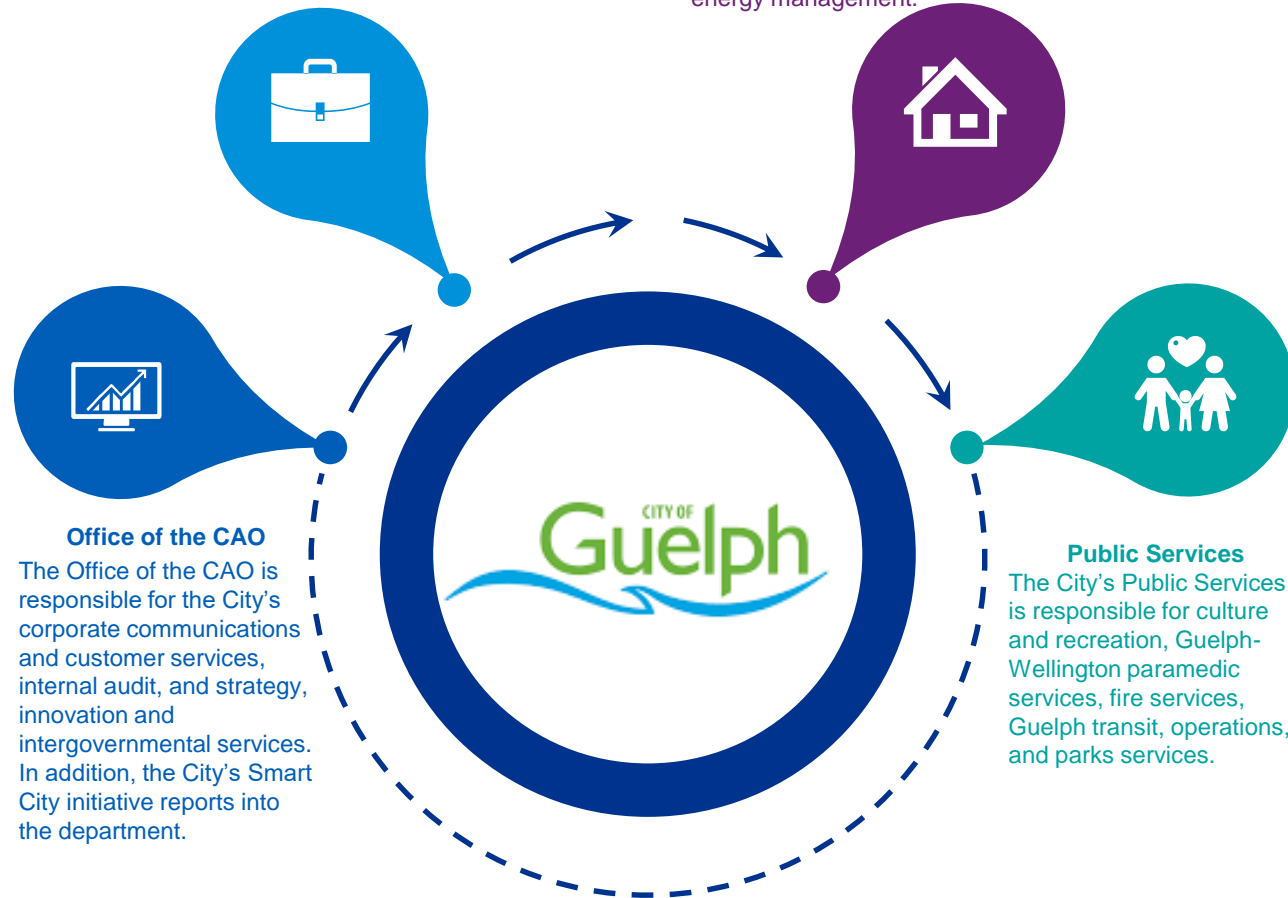 energy management.
CITY OF
Guelph
Office of the CAO
The Office of the CAO is
responsible for the City's
corporate communications
and customer services,
internal audit, and strategy,
innovation and
intergovernmental services.
In addition, the City's Smart
City initiative reports into
the department.
Public Services
The City's Public Services
is responsible for culture
and recreation, Guelph-
Wellington paramedic
services, fire services,
Guelph transit, operations,
and parks services.